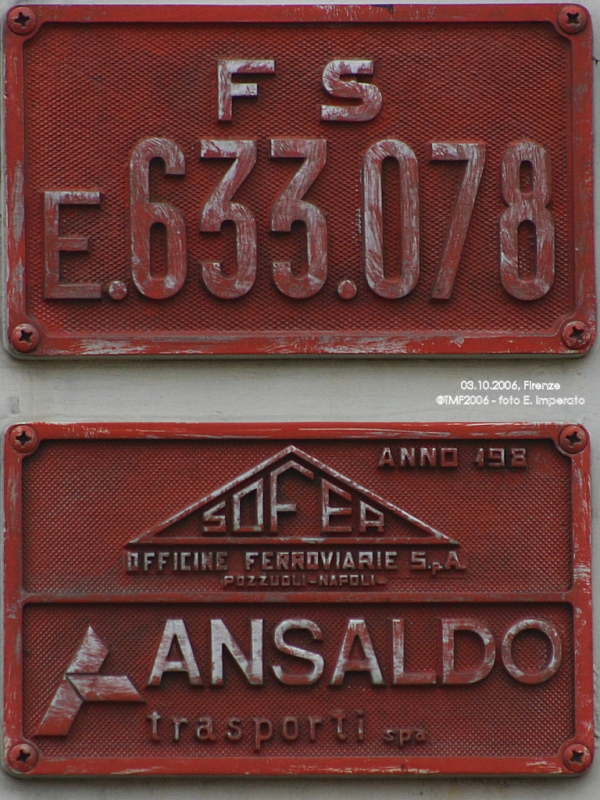 F S
E.633.078
03.10.2006, Firenze
©TMF2006 - foto E. Imperato
ANNO 198
SOFER
OFFICINE FERROVIARIE S.p.A.
POZZUOLI-NAPOLI
ANSALDO
trasporti spa